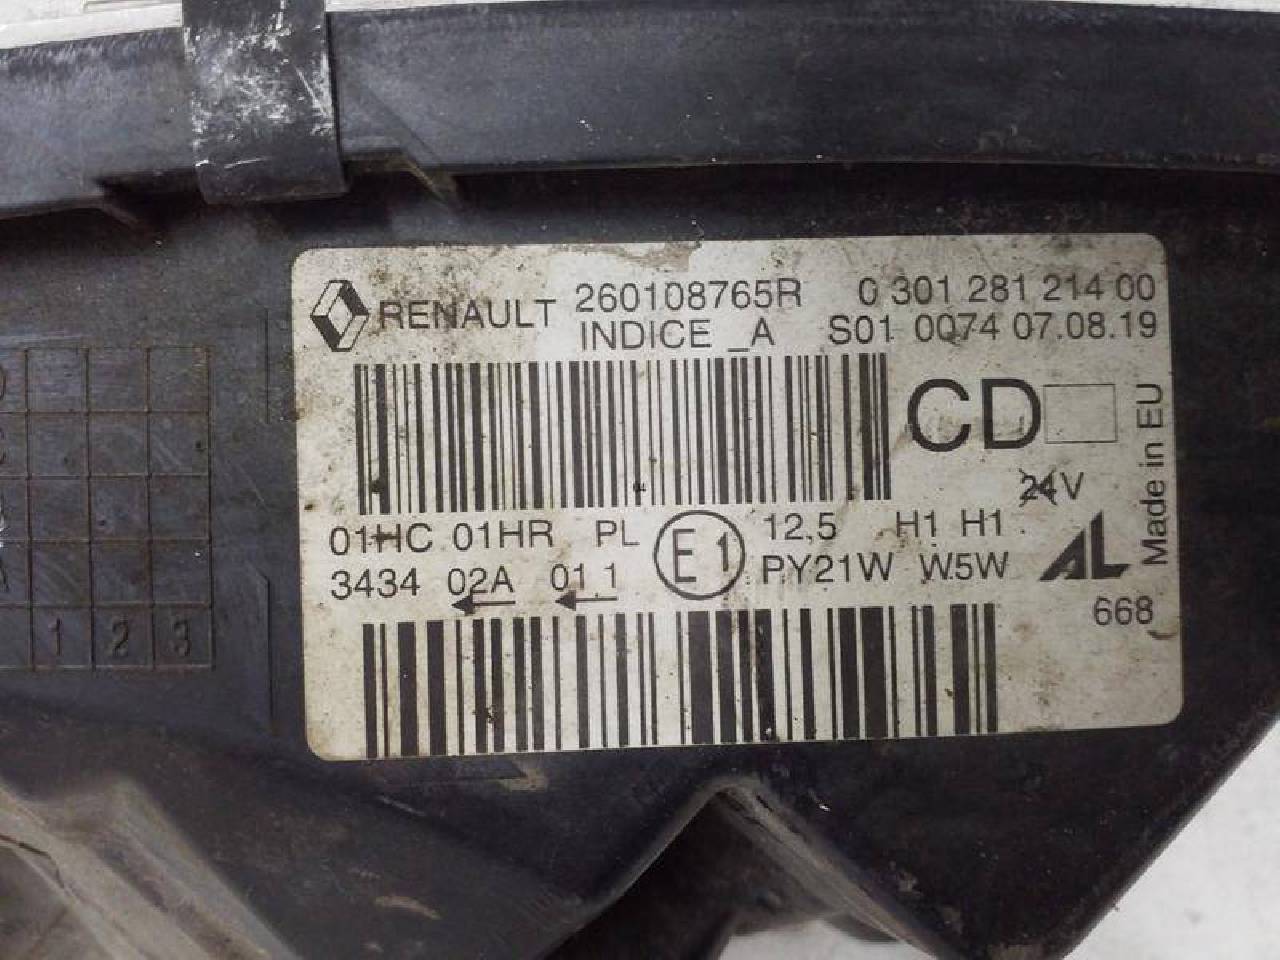 RENAULT 260108765R 0 301 281 214 00
INDICE _A S01 0074 07.08.19
CD
24V
Made in EU
01HC 01HR PL E1 12,5 H1 H1
3434 02A 01 1 PY21W W5W AL
668
1 2 3